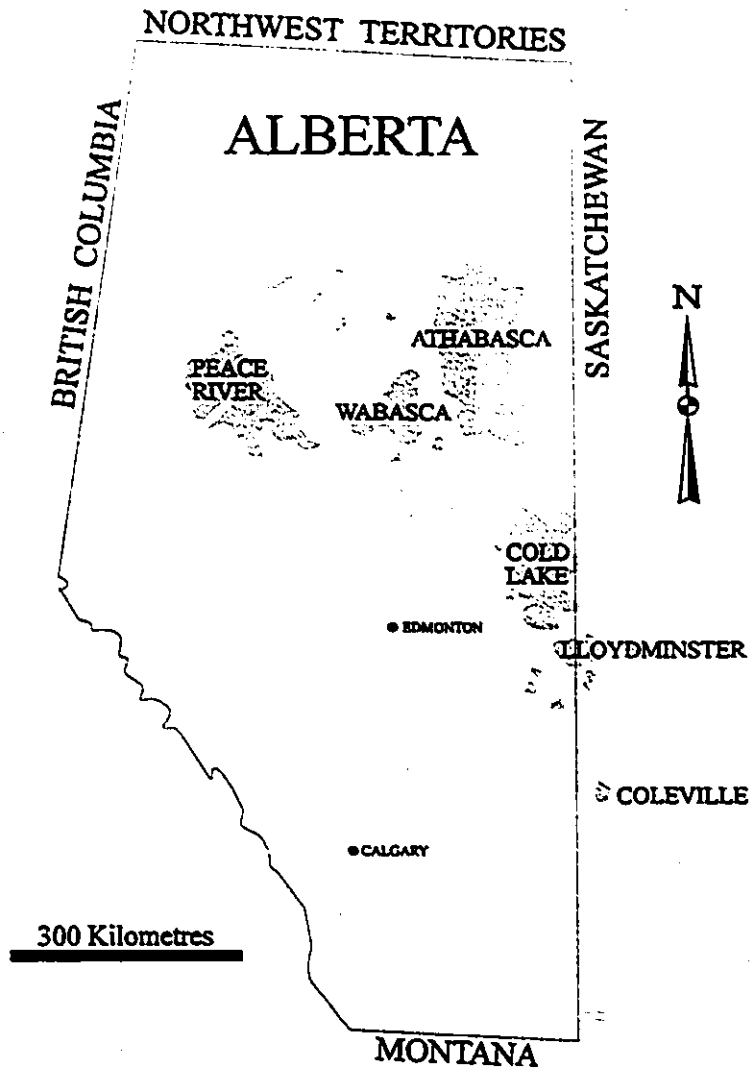 NORTHWEST TERRITORIES
ALBERTA
BRITISH COLUMBIA
SASKATCHEWAN
N
ATHABASCA
PEACE
RIVER
WABASCA
COLD
LAKE
EDMONTON
LLOYDMINSTER
COLEVILLE
CALGARY
300 Kilometres
MONTANA